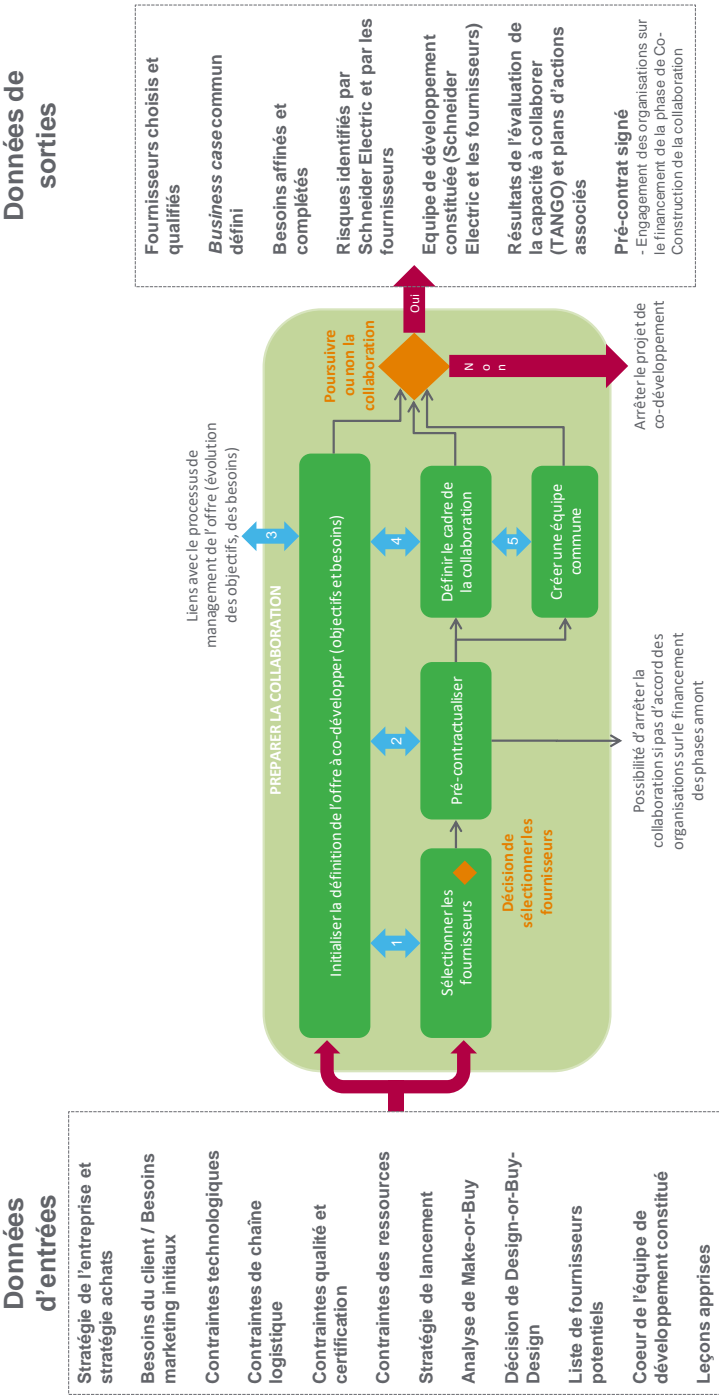 Données
d'entrées
Stratégie de l'entreprise et
stratégie achats
Besoins du client / Besoins
marketing initiaux
Contraintes technologiques
Contraintes de chaîne
logistique
Contraintes qualité et
certification
Contraintes des ressources
Stratégie de lancement
Analyse de Make-or-Buy
Décision de Design-or-Buy-
Design
Liste de fournisseurs
potentiels
Coeur de l'équipe de
développement constitué
Leçons apprises
Liens avec le processus de
management de l'offre (évolution
des objectifs, des besoins)
3
PREPARER LA COLLABORATION
Initialiser la définition de l'offre à co-développer (objectifs et besoins)
1
2
4
Sélectionner les
fournisseurs
Décision de
sélectionner les
fournisseurs
Pré-contractualiser
Définir le cadre de
la collaboration
5
Créer une équipe
commune
Poursuivre
ou non la
collaboration
Oui
Non
Possibilité d'arrêter la
collaboration si pas d'accord des
organisations sur le financement
des phases amont
Arrêter le projet de
co-développement
Données de
sorties
Fournisseurs choisis et
qualifiés
Business case commun
défini
Besoins affinés et
complétés
Risques identifiés par
Schneider Electric et par les
fournisseurs
Equipe de développement
constituée (Schneider
Electric et les fournisseurs)
Résultats de l'évaluation de
la capacité à collaborer
(TANGO) et plans d'actions
associés
Pré-contrat signé
- Engagement des organisations sur
le financement de la phase de Co-
Construction de la collaboration